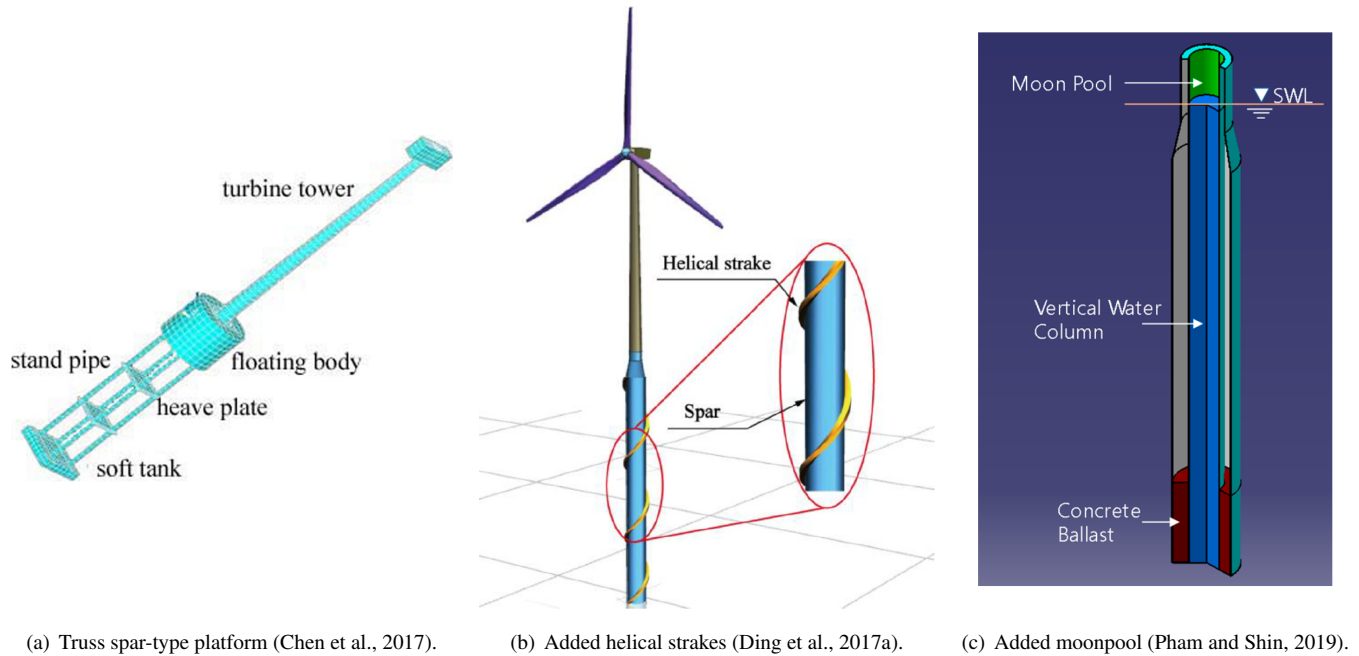 turbine tower
stand pipe
floating body
heave plate
soft tank
(a) Truss spar-type platform (Chen et al., 2017).
Helical strake
Spar
(b) Added helical strakes (Ding et al., 2017a).
Moon Pool
SWL
Vertical Water
Column
Concrete
Ballast
(c) Added moonpool (Pham and Shin, 2019).